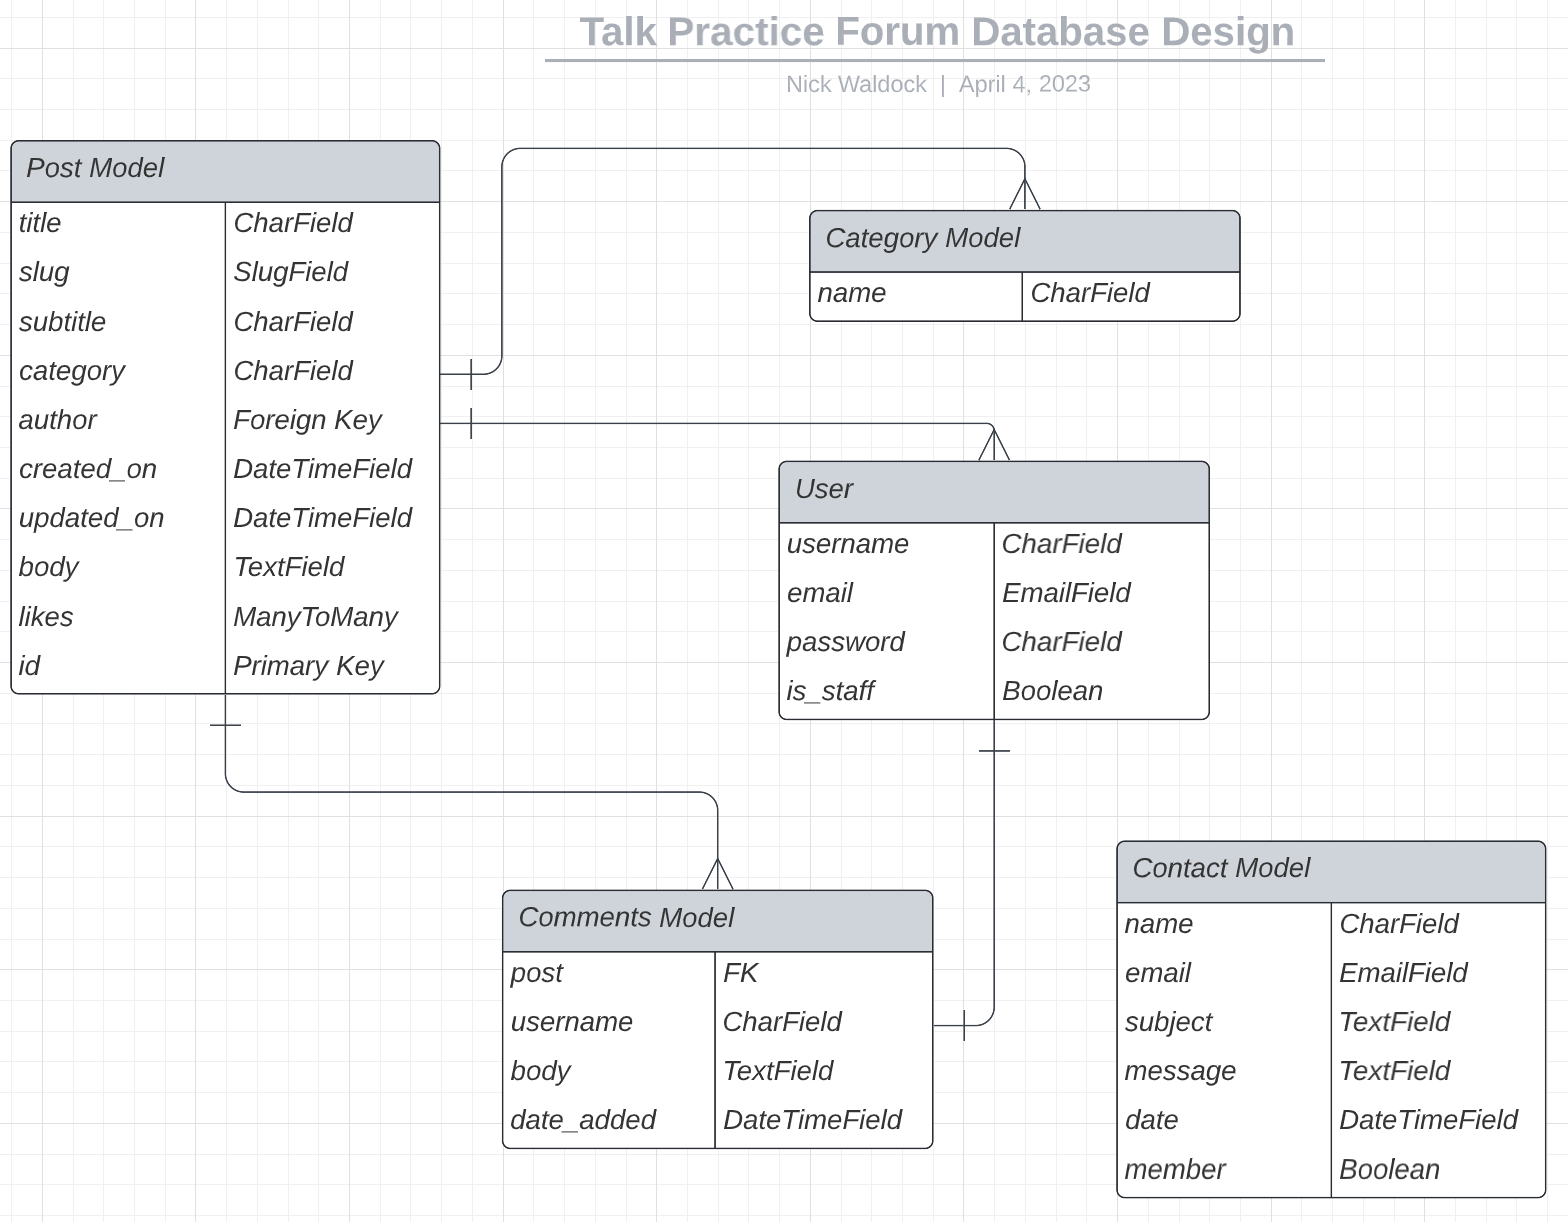 Talk Practice Forum Database Design
Nick Waldock | April 4, 2023
Post Model
title CharField
slug SlugField
subtitle CharField
category CharField
author Foreign Key
created_on DateTimeField
updated_on DateTimeField
body TextField
likes ManyToMany
id Primary Key
Category Model
name CharField
User
username CharField
email EmailField
password CharField
is_staff Boolean
Comments Model
post FK
username CharField
body TextField
date_added DateTimeField
Contact Model
name CharField
email EmailField
subject TextField
message TextField
date DateTimeField
member Boolean